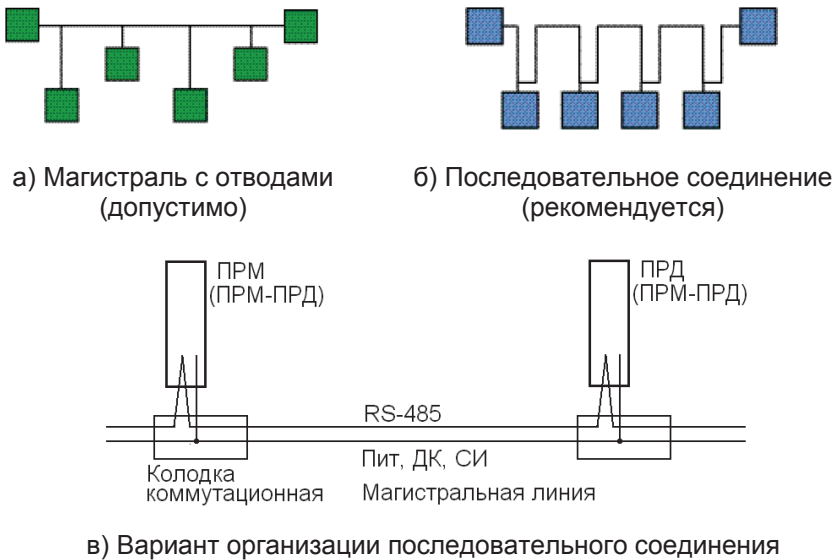 а) Магистраль с отводами
(допустимо)
б) Последовательное соединение
(рекомендуется)
ПРМ
(ПРМ-ПРД)
ПРД
(ПРМ-ПРД)
RS-485
Пит, ДК, СИ
Колодка
коммутационная
Магистральная линия
в) Вариант организации последовательного соединения